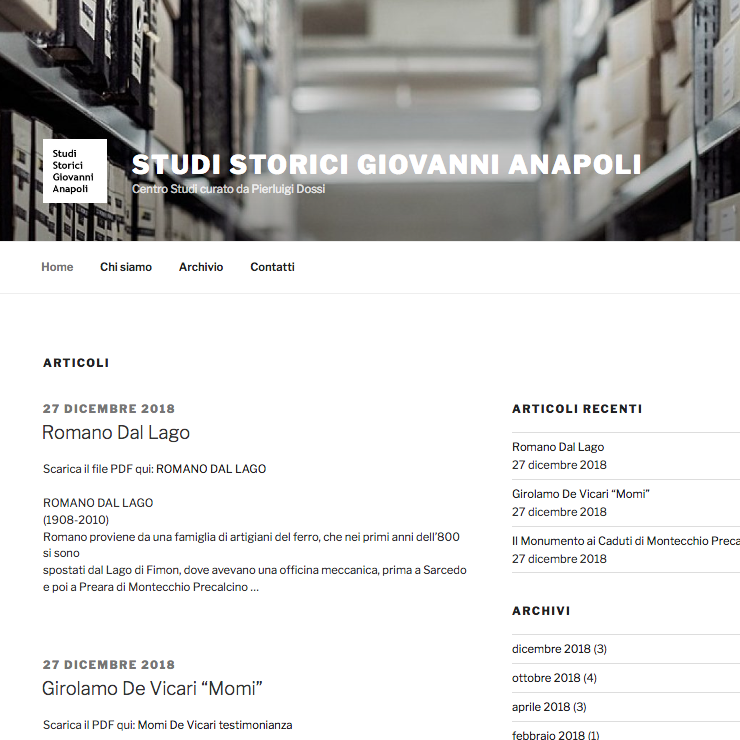 Studi
Storici
Giovanni
Anapoli
STUDI STORICI GIOVANNI ANAPOLI
Centro Studi curato da Pierluigi Dossi
Home
Chi siamo
Archivio
Contatti
ARTICOLI
27 DICEMBRE 2018
Romano Dal Lago
Scarica il file PDF qui: ROMANO DAL LAGO
ROMANO DAL LAGO
(1908-2010)
Romano proviene da una famiglia di artigiani del ferro, che nei primi anni dell’800
si sono
spostati dal Lago di Fimon, dove avevano una officina meccanica, prima a Sarcedo
e poi a Preara di Montecchio Precalcino …
27 DICEMBRE 2018
Girolamo De Vicari “Momi”
Scarica il PDF qui: Momi De Vicari testimonianza
ARTICOLI RECENTI
Romano Dal Lago
27 dicembre 2018
Girolamo De Vicari “Momi”
27 dicembre 2018
Il Monumento ai Caduti di Montecchio Preca
27 dicembre 2018
ARCHIVI
dicembre 2018 (3)
ottobre 2018 (4)
aprile 2018 (3)
febbraio 2018 (1)